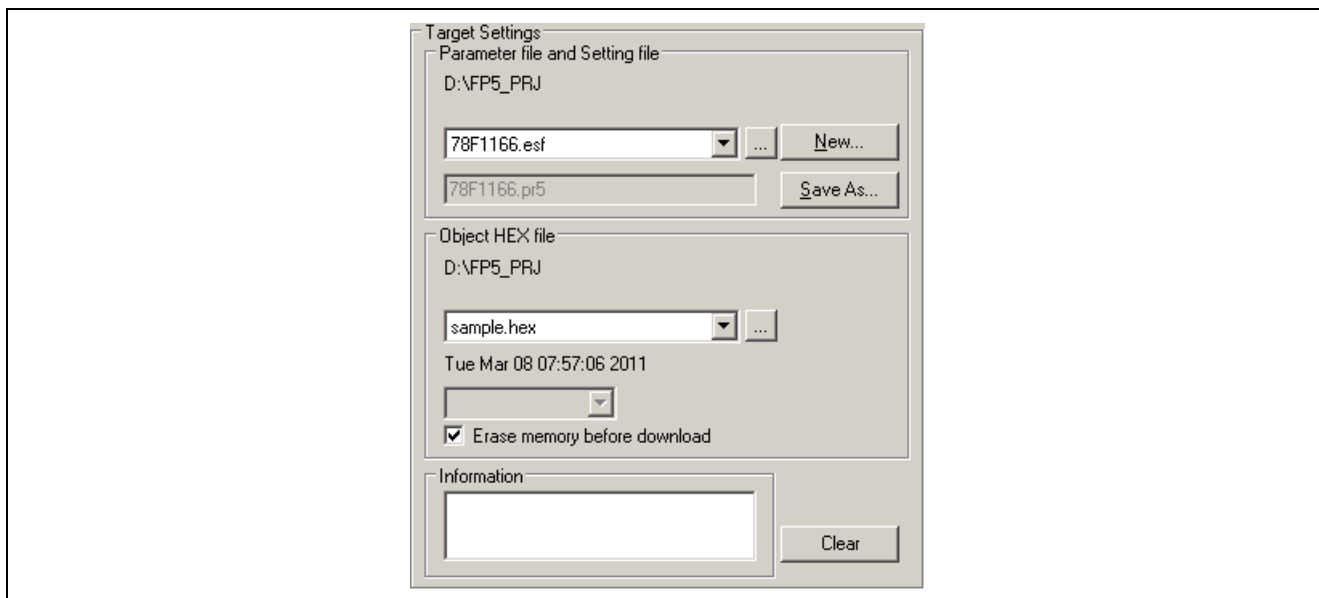 Target Settings
Parameter file and Setting file
D:\FP5_PRJ
78F1166.esf
...
New...
78F1166.pr5
Save As...
Object HEX file
D:\FP5_PRJ
sample.hex
...
Tue Mar 08 07:57:06 2011
Erase memory before download
Information
Clear